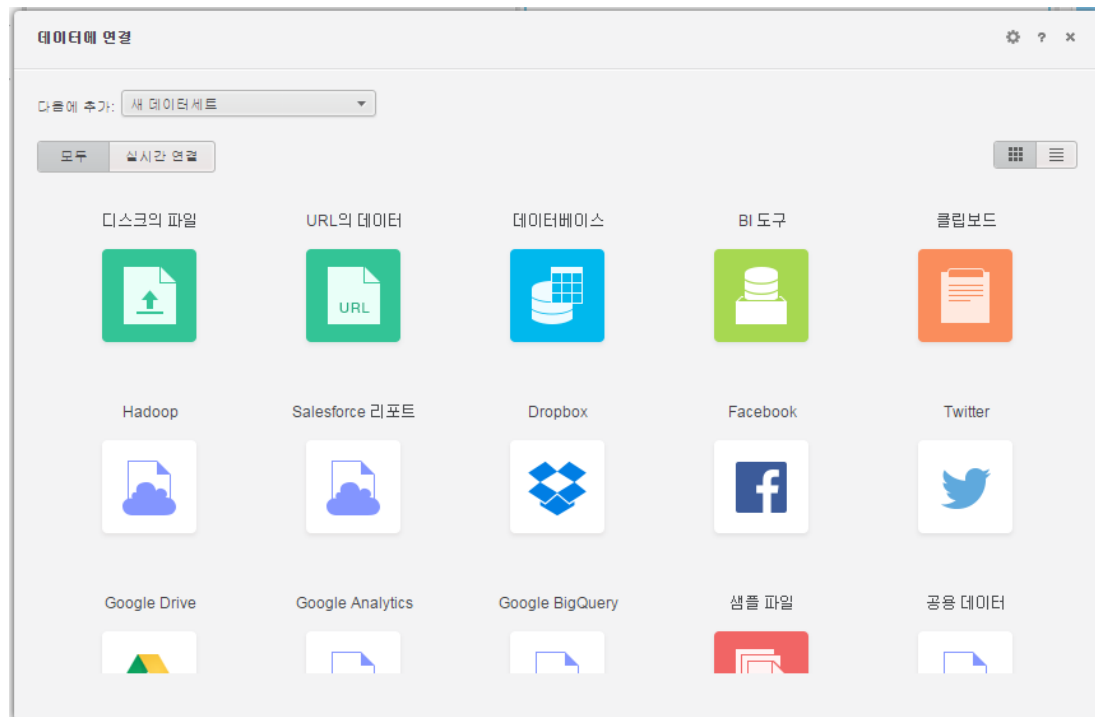 데이터에 연결
?
다음에 추가: 새 데이터세트
모두 실시간 연결
디스크의 파일 URL의 데이터 데이터베이스 BI 도구 클립보드
URL
Hadoop Salesforce 리포트 Dropbox Facebook Twitter
Google Drive Google Analytics Google BigQuery 샘플 파일 공용 데이터